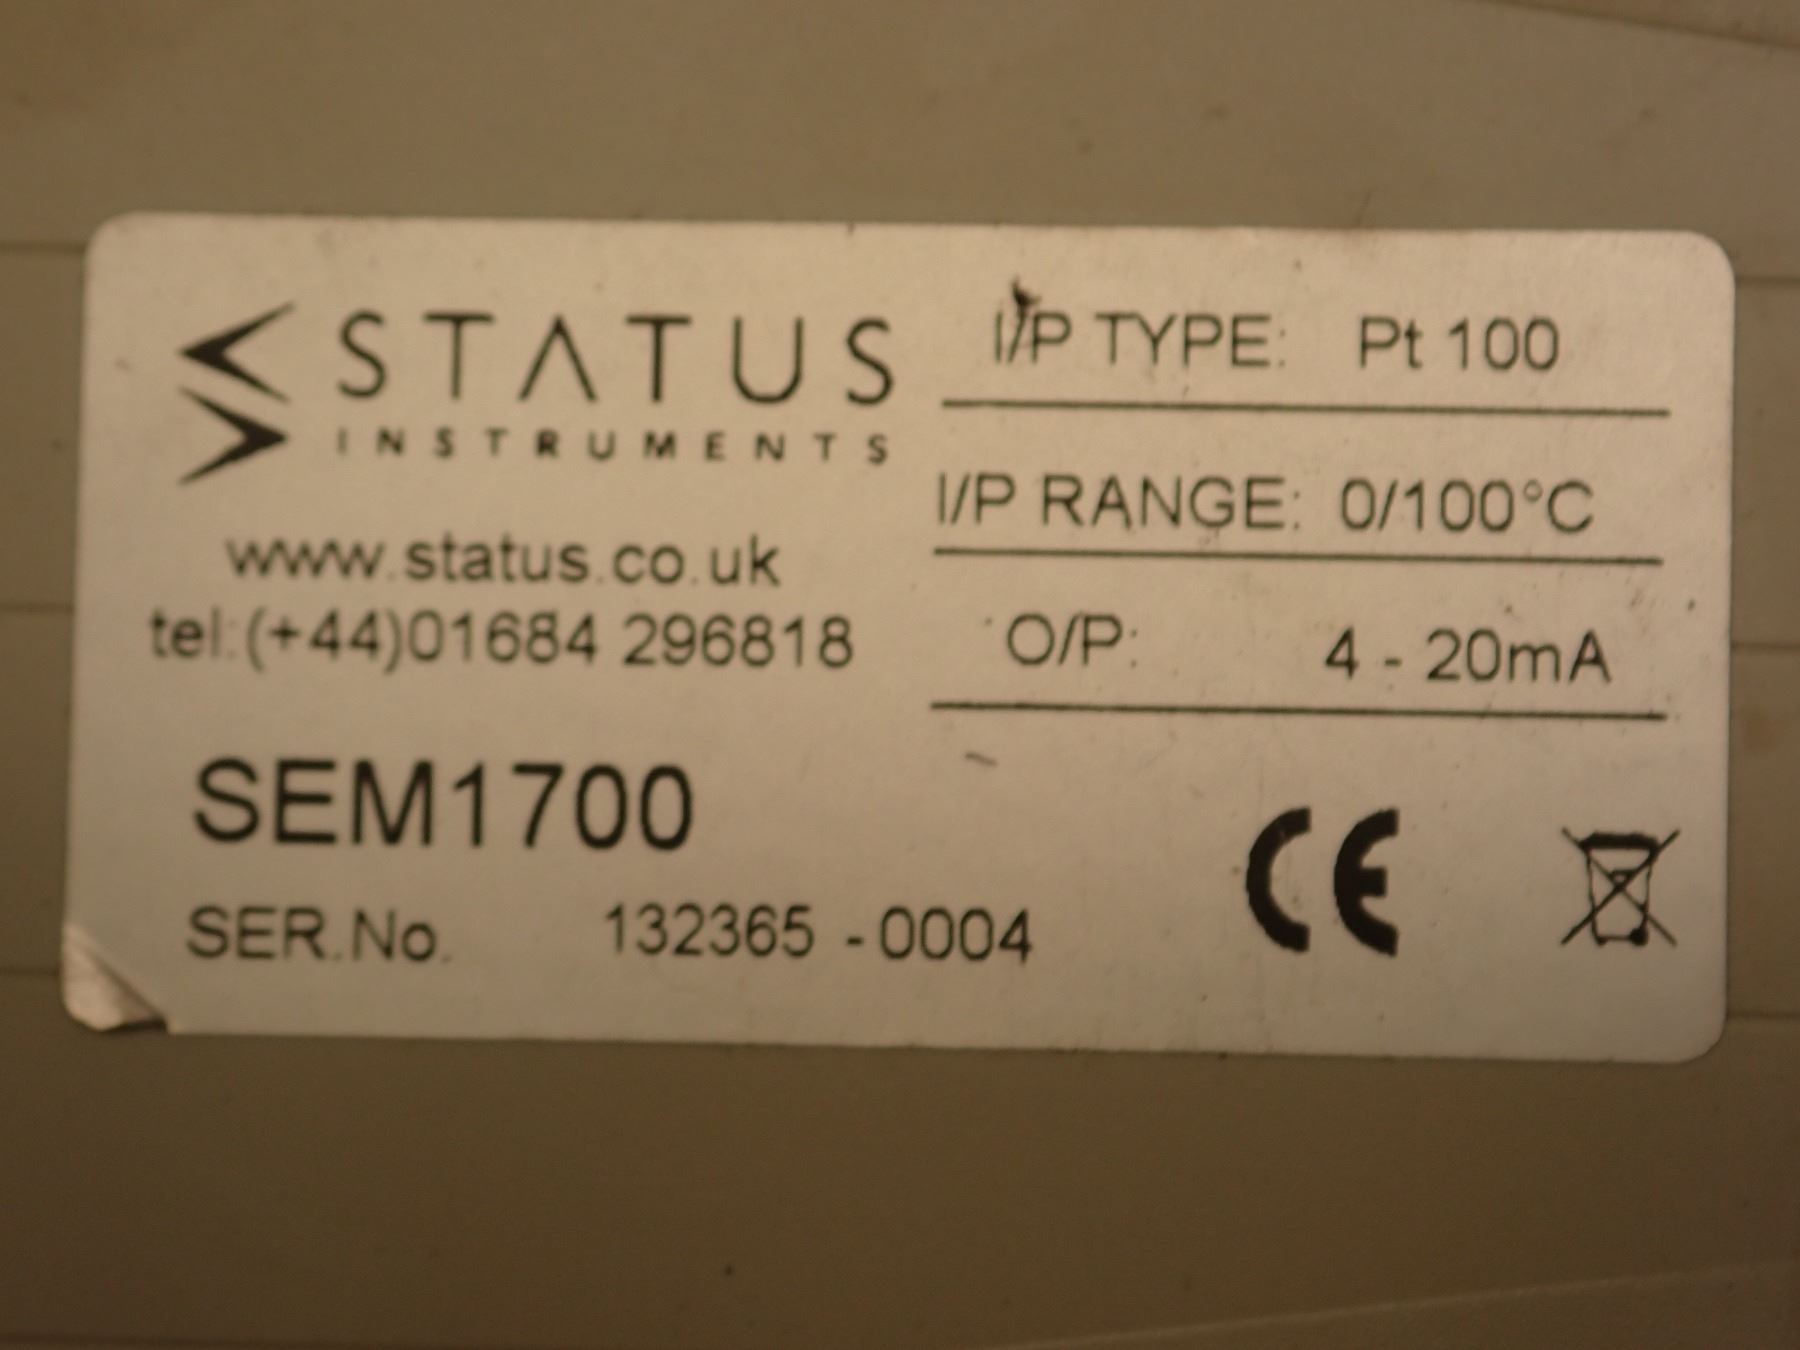 STATUS
INSTRUMENTS
www.status.co.uk
tel:(+44)01684 296818
SEM1700
SER.No. 132365 -0004
I/P TYPE: Pt 100
I/P RANGE: 0/100°C
O/P: 4 - 20mA
CE